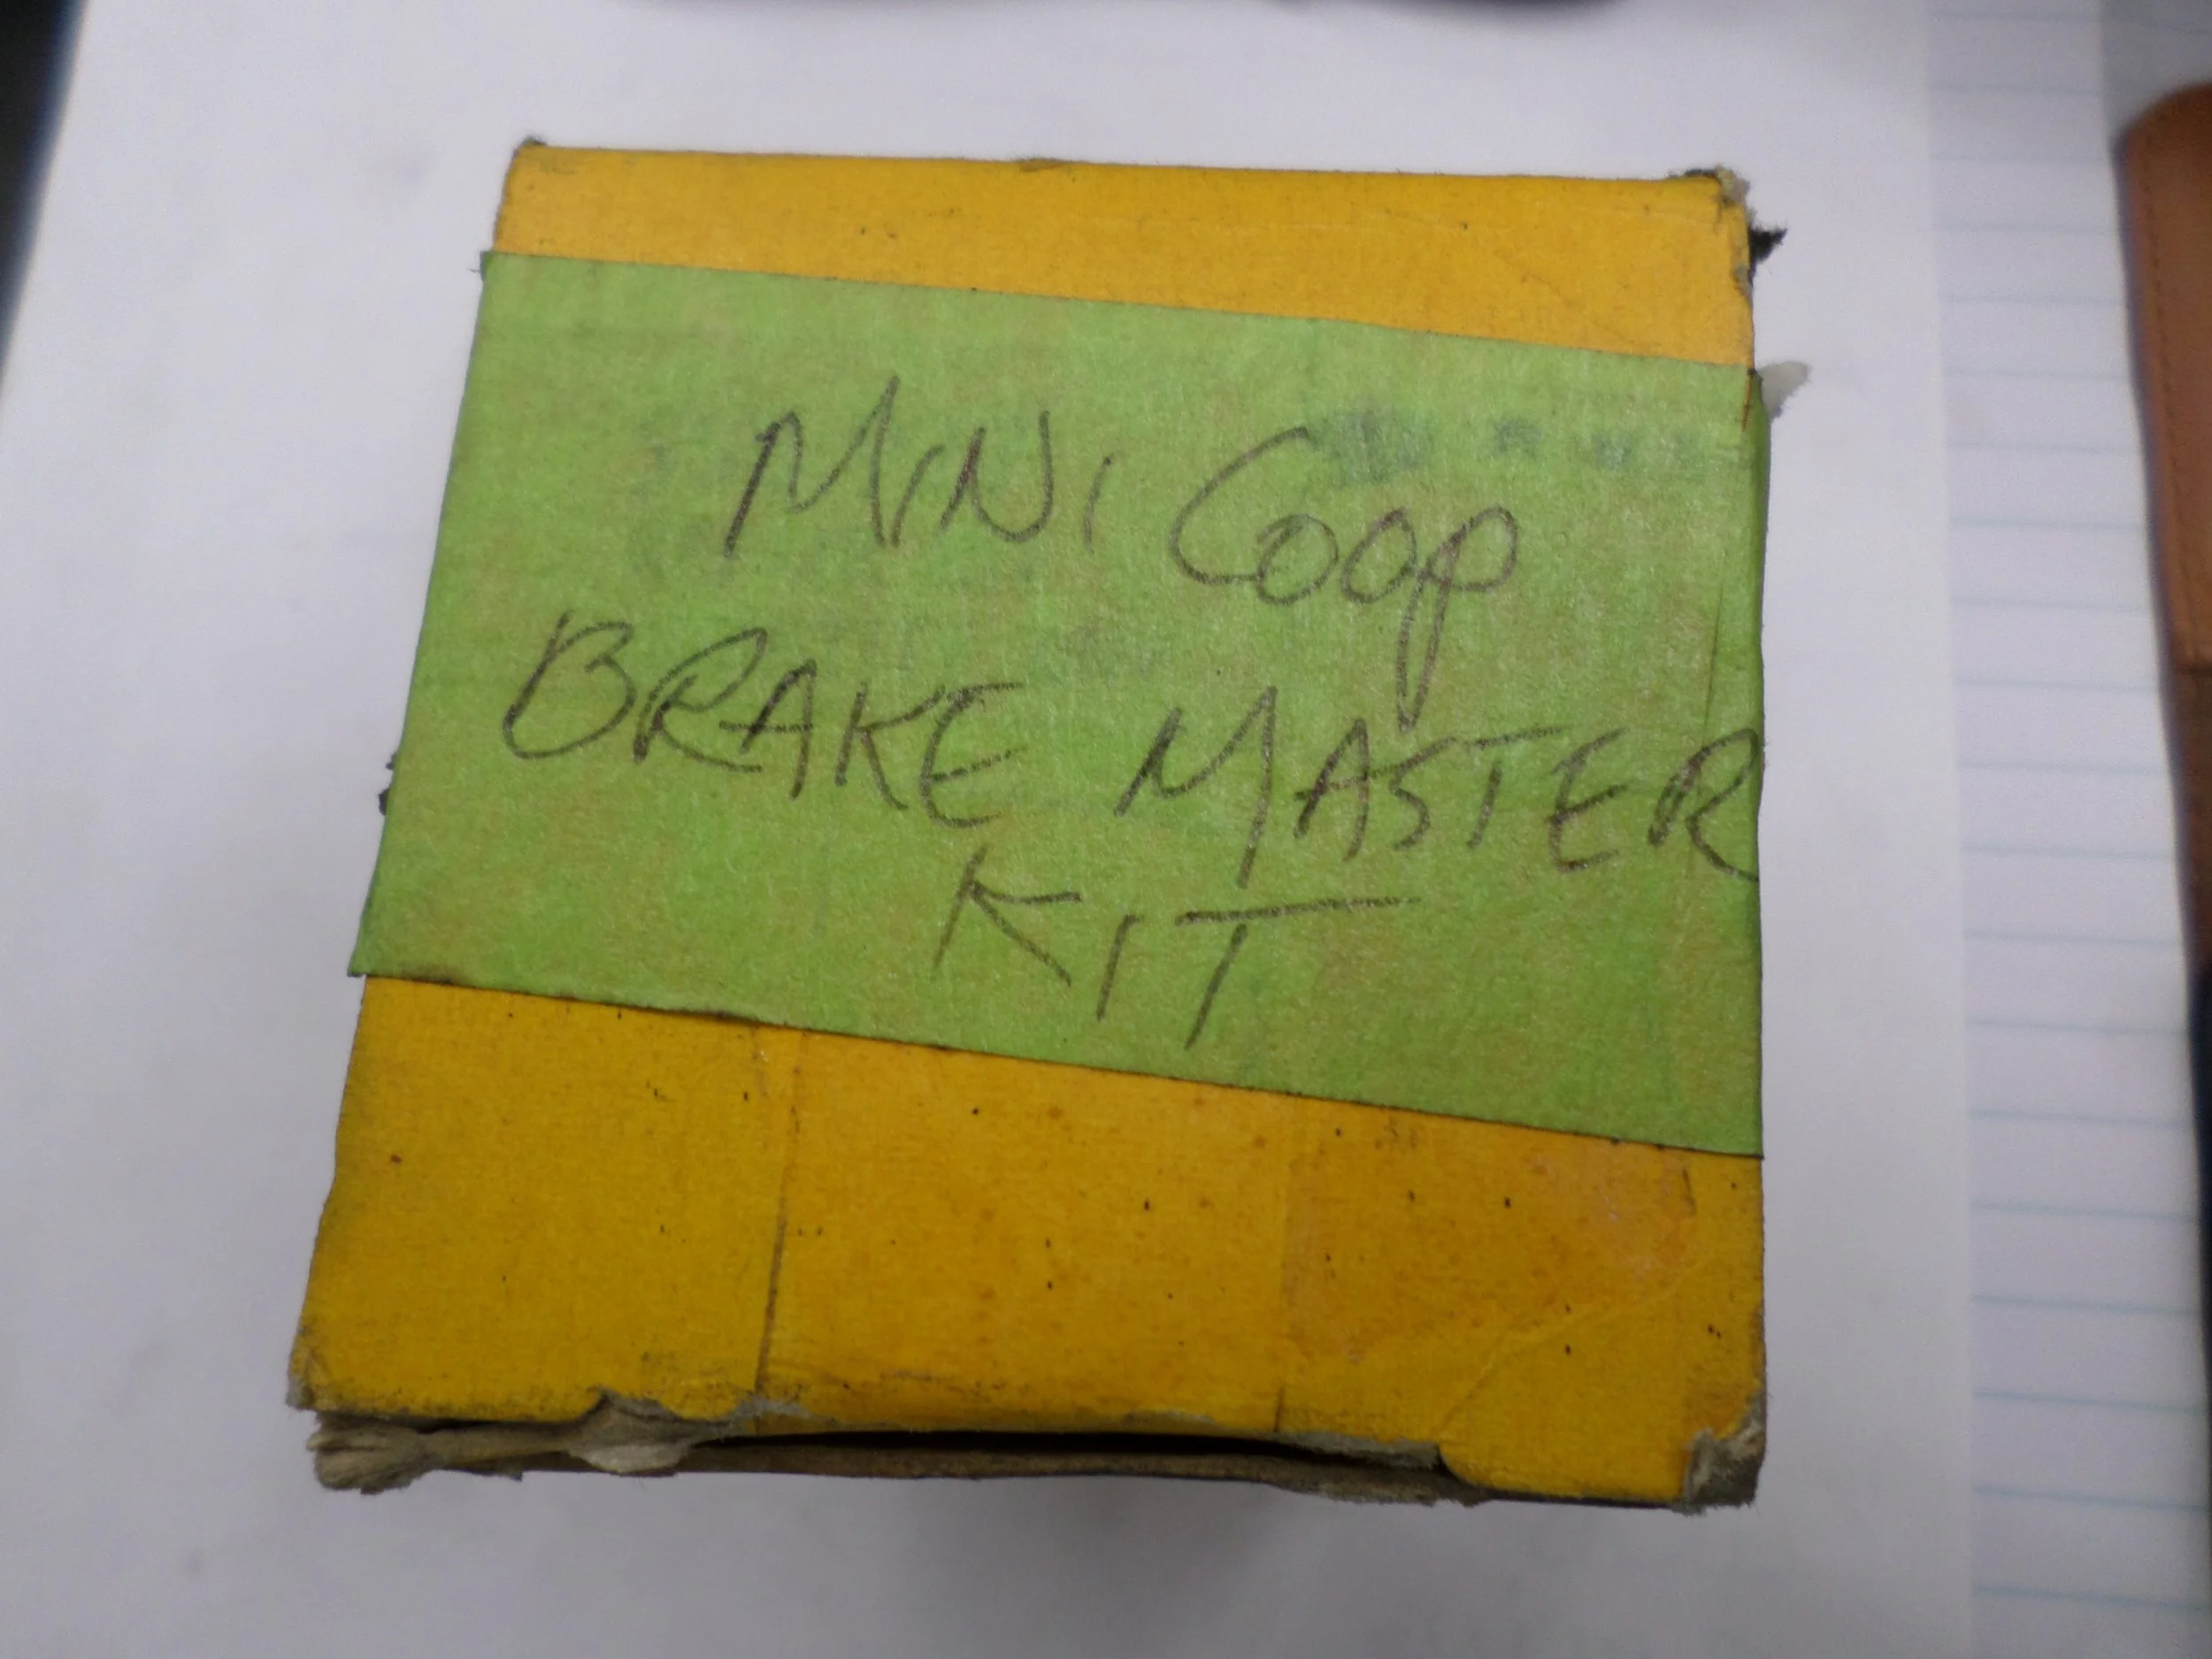 MiNi Coop
BRAKE MASTER
KIT